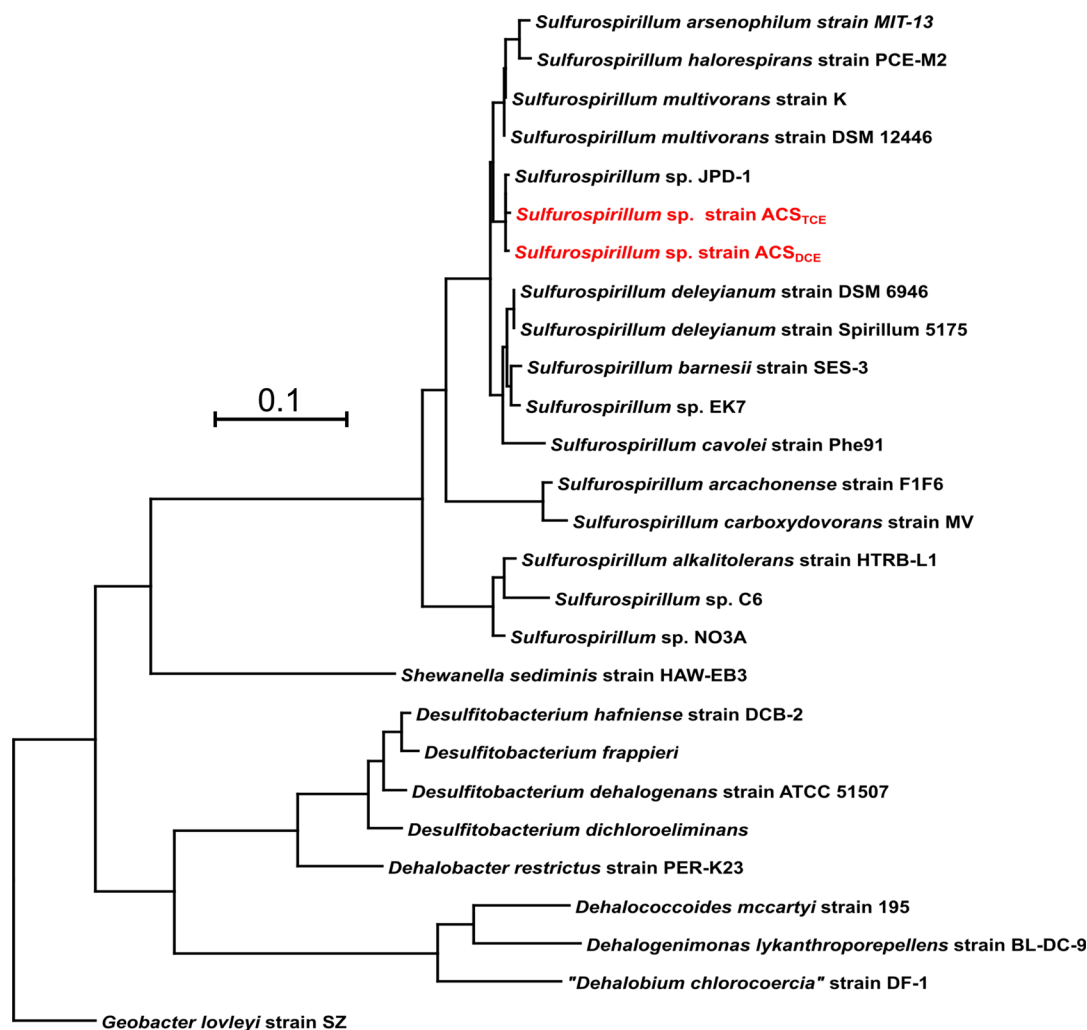 Sulfurospirillum arsenophilum strain MIT-13
Sulfurospirillum halorespirans strain PCE-M2
Sulfurospirillum multivorans strain K
Sulfurospirillum multivorans strain DSM 12446
Sulfurospirillum sp. JPD-1
Sulfurospirillum sp. strain ACSTCE
Sulfurospirillum sp. strain ACSDCE
Sulfurospirillum deleyianum strain DSM 6946
Sulfurospirillum deleyianum strain Spirillum 5175
Sulfurospirillum barnesii strain SES-3
0.1
Sulfurospirillum sp. EK7
Sulfurospirillum cavolei strain Phe91
Sulfurospirillum arcachonense strain F1F6
Sulfurospirillum carboxydovorans strain MV
Sulfurospirillum alkalitolerans strain HTRB-L1
Sulfurospirillum sp. C6
Sulfurospirillum sp. NO3A
Shewanella sediminis strain HAW-EB3
Desulfitobacterium hafniense strain DCB-2
Desulfitobacterium frappieri
Desulfitobacterium dehalogenans strain ATCC 51507
Desulfitobacterium dichloroeliminans
Dehalobacter restrictus strain PER-K23
Dehalococcoides mccartyi strain 195
Dehalogenimonas lykanthroporepellens strain BL-DC-9
"Dehalobium chlorocoercia" strain DF-1
Geobacter lovleyi strain SZ